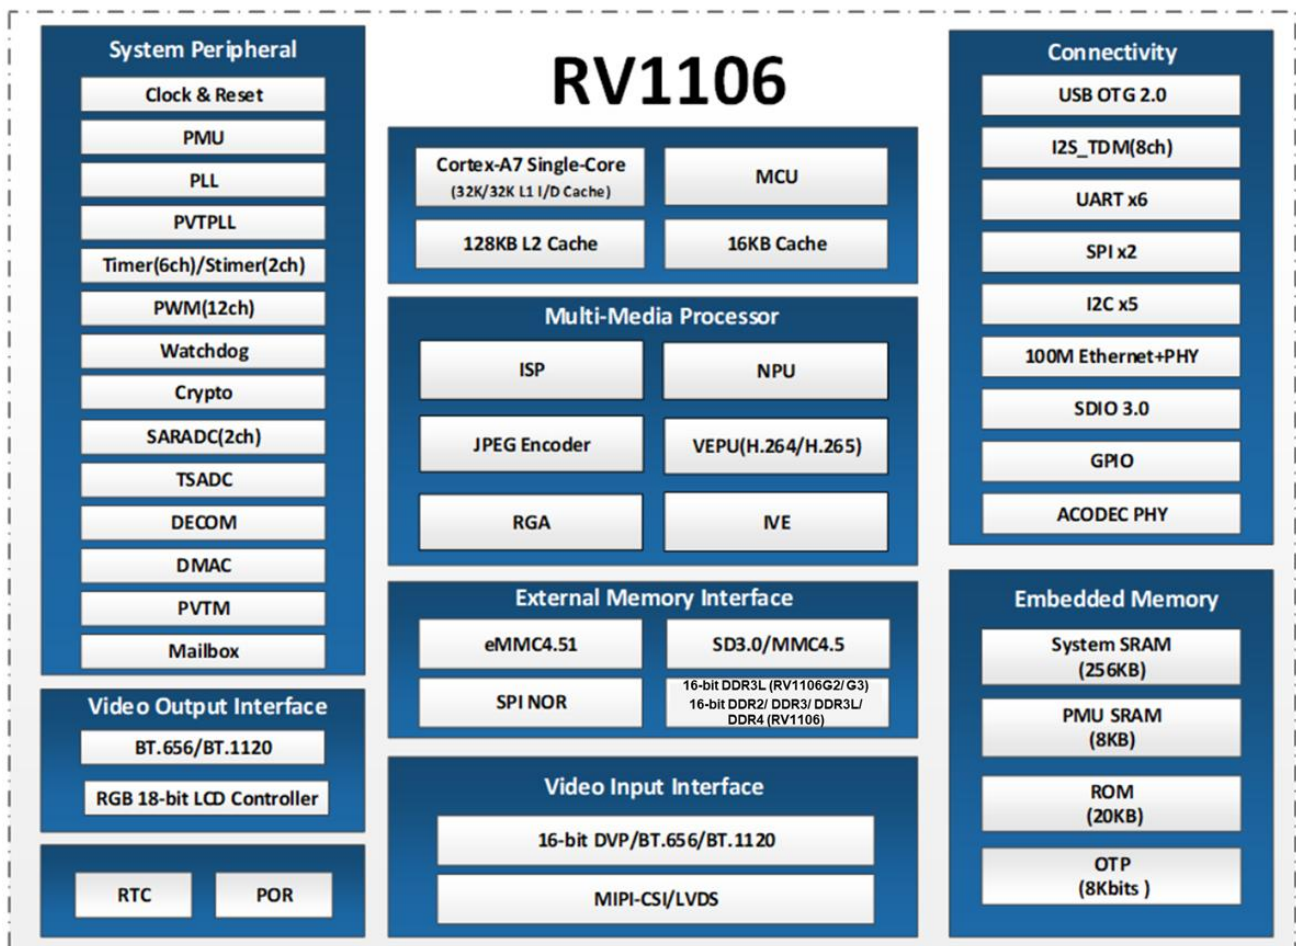 RV1106
System Peripheral
Clock & Reset
PMU
PLL
PVTPLL
Timer(6ch)/Stimer(2ch)
PWM(12ch)
Watchdog
Crypto
SARADC(2ch)
TSADC
DECOM
DMAC
PVTM
Mailbox
Video Output Interface
BT.656/BT.1120
RGB 18-bit LCD Controller
RTC
POR
Cortex-A7 Single-Core
(32K/32K L1 I/D Cache)
MCU
128KB L2 Cache
16KB Cache
Multi-Media Processor
ISP
NPU
JPEG Encoder
VEPU(H.264/H.265)
RGA
IVE
External Memory Interface
eMMC4.51
SD3.0/MMC4.5
SPI NOR
16-bit DDR3L (RV1106G2/ G3)
16-bit DDR2/ DDR3/ DDR3L/
DDR4 (RV1106)
Video Input Interface
16-bit DVP/BT.656/BT.1120
MIPI-CSI/LVDS
Connectivity
USB OTG 2.0
I2S_TDM(8ch)
UART x6
SPI x2
I2C x5
100M Ethernet+PHY
SDIO 3.0
GPIO
ACODEC PHY
Embedded Memory
System SRAM
(256KB)
PMU SRAM
(8KB)
ROM
(20KB)
OTP
(8Kbits )